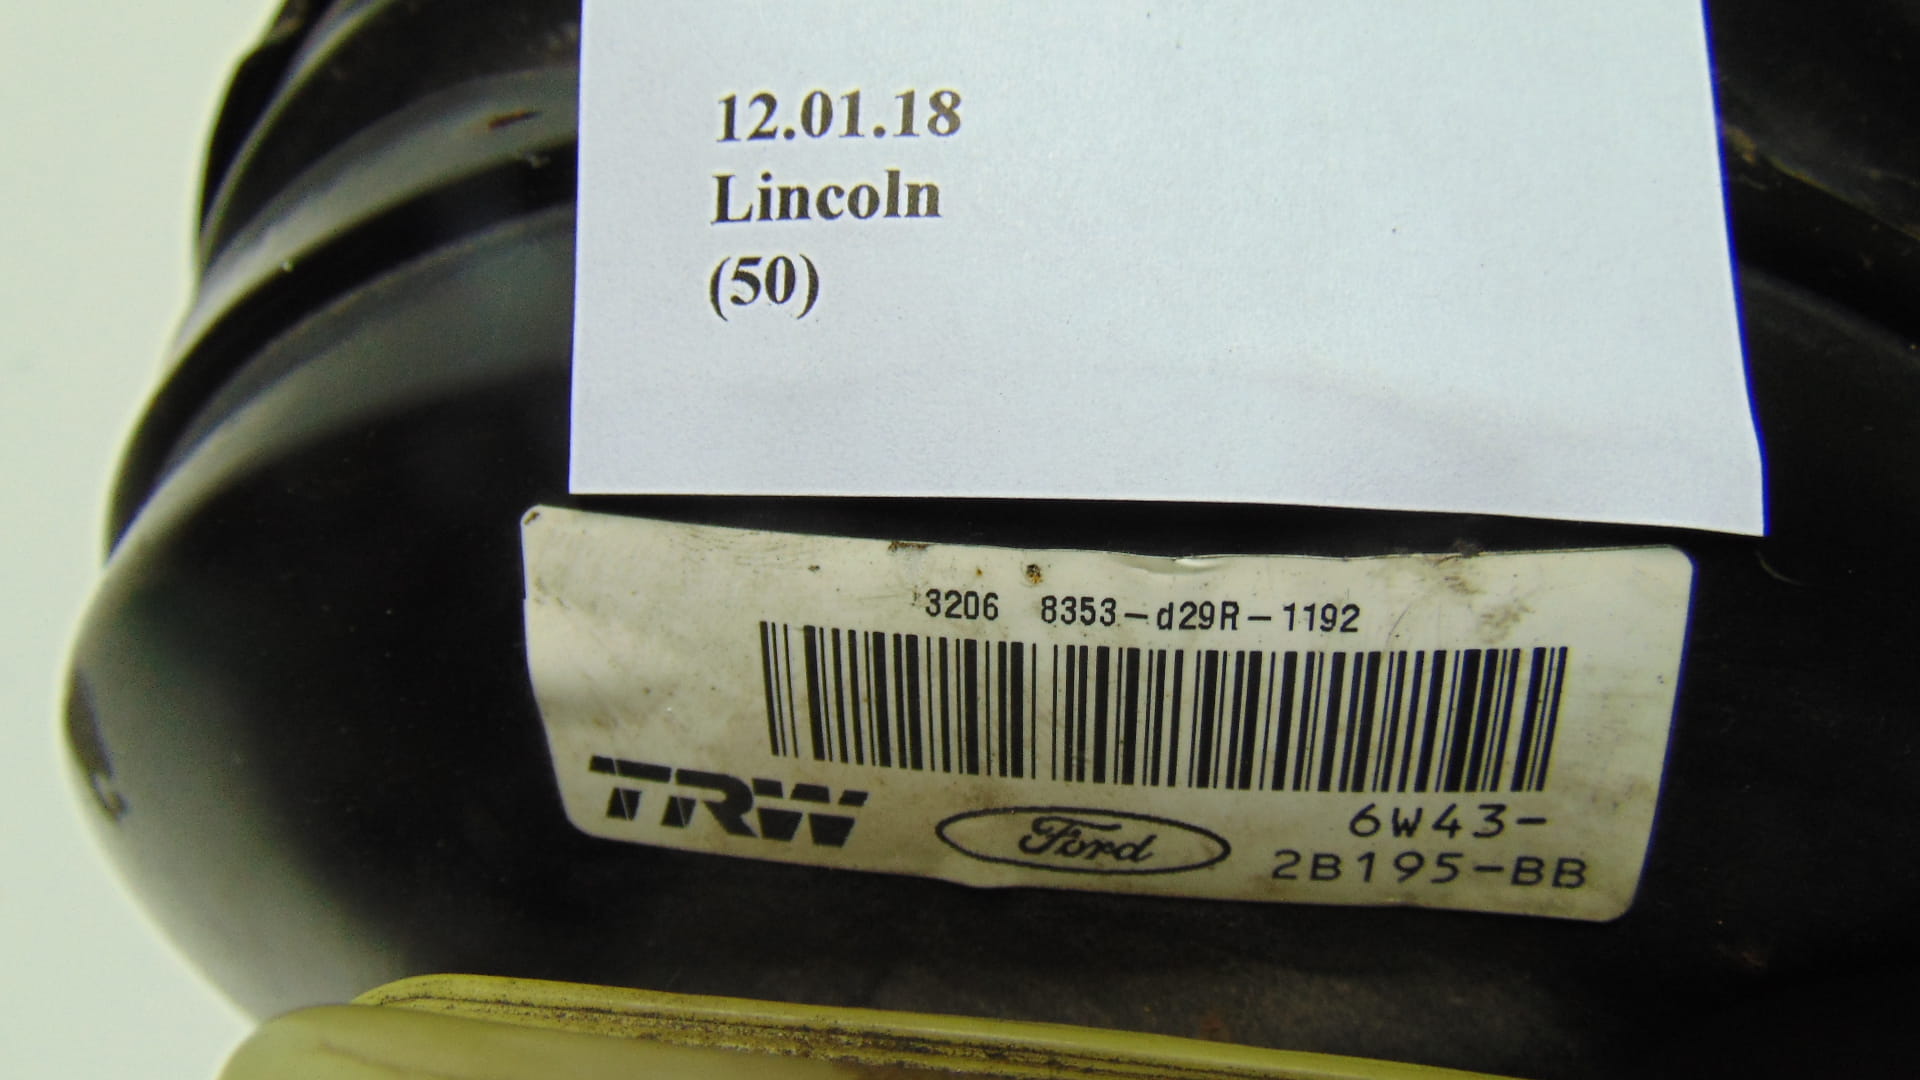 12.01.18
Lincoln
(50)
3206 8353-d29R-1192
TRW
Ford
6W43-
2B195-BB